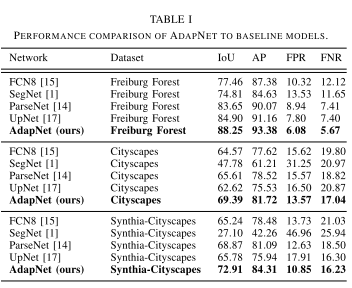 TABLE I
PERFORMANCE COMPARISON OF ADAPNET TO BASELINE MODELS.
Network Dataset IoU AP FPR FNR
FCN8 [15] Freiburg Forest 77.46 87.38 10.32 12.12
SegNet [1] Freiburg Forest 74.81 84.63 13.53 11.65
ParseNet [14] Freiburg Forest 83.65 90.07 8.94 7.41
UpNet [17] Freiburg Forest 84.90 91.16 7.80 7.40
AdapNet (ours) Freiburg Forest 88.25 93.38 6.08 5.67
FCN8 [15] Cityscapes 64.57 77.62 15.62 19.80
SegNet [1] Cityscapes 47.78 61.21 31.25 20.97
ParseNet [14] Cityscapes 65.61 78.52 15.57 18.82
UpNet [17] Cityscapes 62.62 75.53 16.50 20.87
AdapNet (ours) Cityscapes 69.39 81.72 13.57 17.04
FCN8 [15] Synthia-Cityscapes 65.24 78.48 13.73 21.03
SegNet [1] Synthia-Cityscapes 27.10 42.26 46.96 25.94
ParseNet [14] Synthia-Cityscapes 68.87 81.09 12.63 18.50
UpNet [17] Synthia-Cityscapes 65.78 75.94 17.91 16.30
AdapNet (ours) Synthia-Cityscapes 72.91 84.31 10.85 16.23